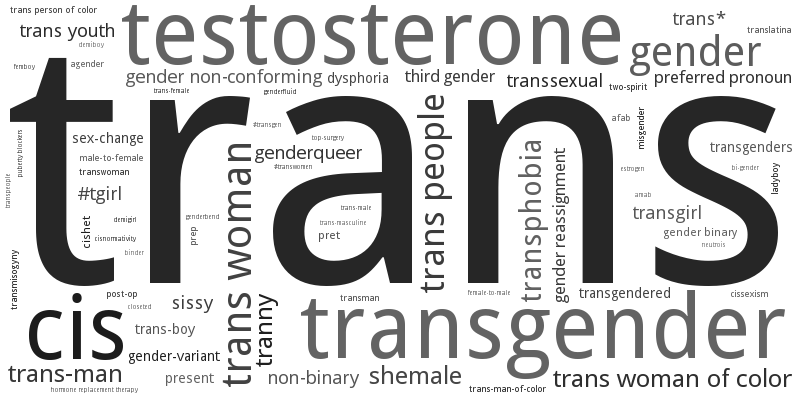 trans person of color
testosterone
trans*
trans youth
translatina
demiboy
gender
femboy
agender
gender non-conforming
dysphoria
third gender
transsexual
preferred pronoun
trans-female
genderfluid
two-spirit
trans
#transgen
afab
misgender
puberty blockers
sex-change
top-surgery
transgenders
male-to-female
genderqueer
trans people
transphobia
gender reassignment
transwoman
#transwomen
estrogen
bi-gender
ladyboy
transpeople
#tgirl
trans woman
amab
cishet
demigirl
genderbend
trans-male
transgirl
trans-masculine
cisnormativity
prep
pret
gender binary
neutrois
binder
transmisogyny
post-op
closeted
sissy
tranny
transman
female-to-male
transgendered
cissexism
cis
transgender
trans-boy
gender-variant
trans-man
present
non-binary
shemale
trans woman of color
hormone replacement therapy
trans-man-of-color